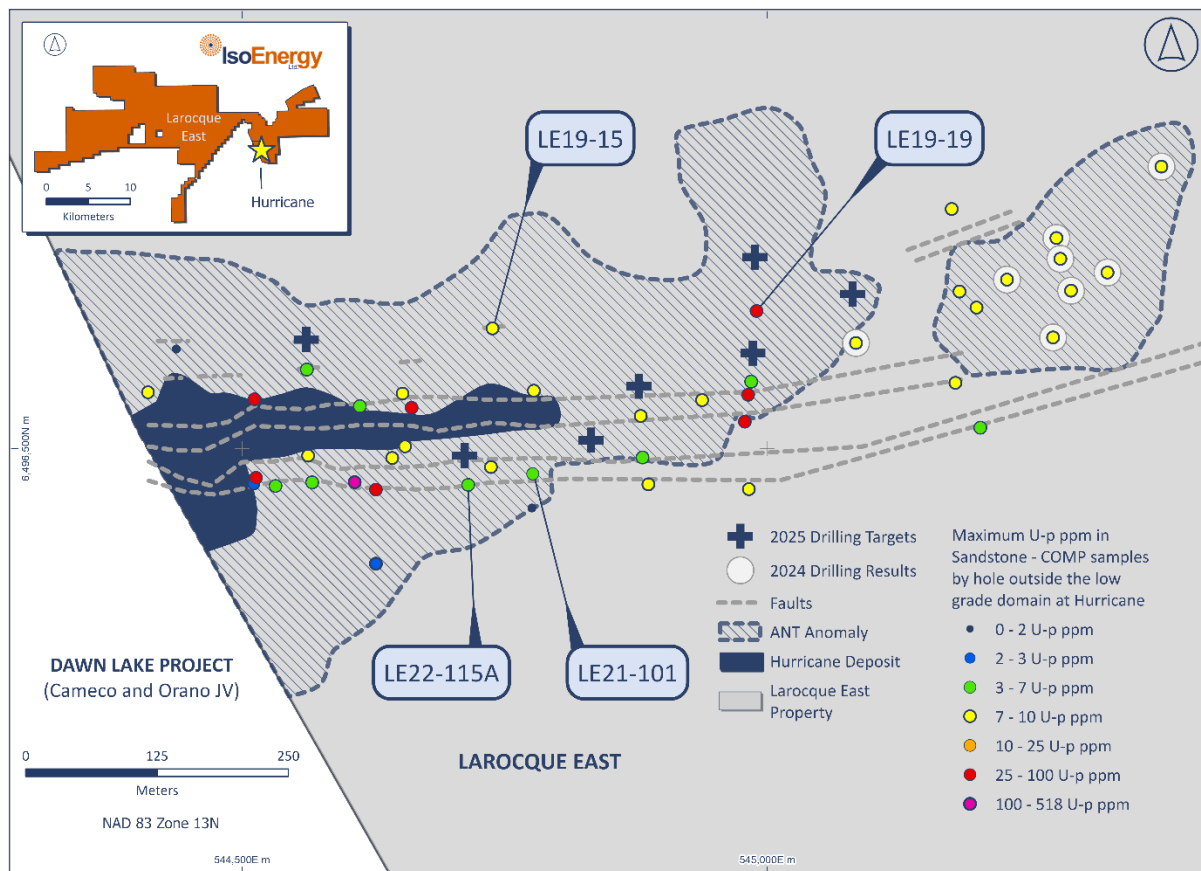 IsoEnergy
Ltd.
Larocque
East
0 5 10
Kilometers
Hurricane
LE19-15
LE19-19
6,496,500N m
LE22-115A
LE21-101
DAWN LAKE PROJECT
(Cameco and Orano JV)
0 125 250
Meters
NAD 83 Zone 13N
LAROCQUE EAST
2025 Drilling Targets
2024 Drilling Results
Faults
ANT Anomaly
Hurricane Deposit
Larocque East
Property
Maximum U-p ppm in
Sandstone - COMP samples
by hole outside the low
grade domain at Hurricane
0 - 2 U-p ppm
2 - 3 U-p ppm
3 - 7 U-p ppm
7 - 10 U-p ppm
10 - 25 U-p ppm
25 - 100 U-p ppm
100 - 518 U-p ppm
544,500E m
545,000E m